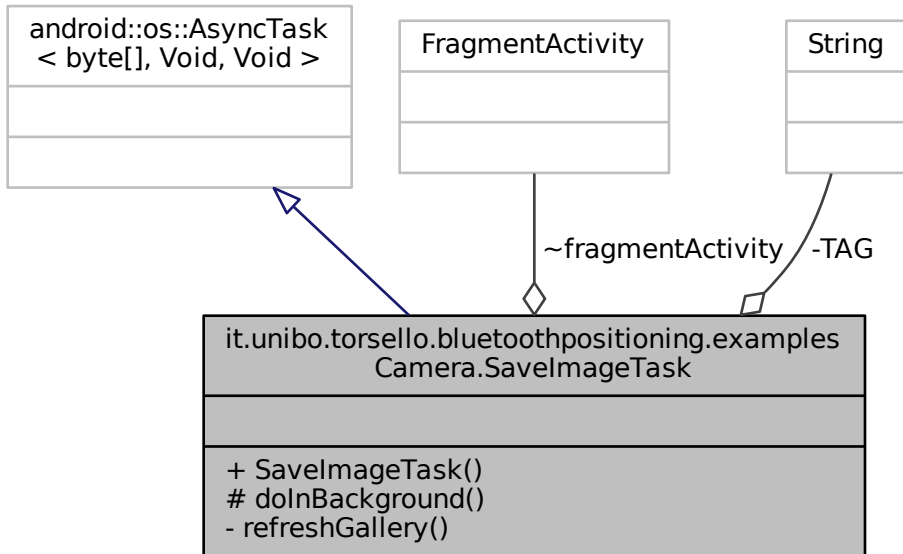 android::os::AsyncTask
< byte[], Void, Void >
FragmentActivity
String
~fragmentActivity
-TAG
it.unibo.torsello.bluetoothpositioning.examples
Camera.SaveImageTask
+ SaveImageTask()
# doInBackground()
- refreshGallery()